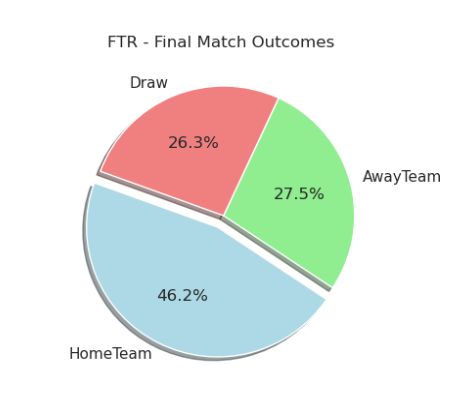 FTR - Final Match Outcomes
Draw
26.3%
AwayTeam
27.5%
46.2%
HomeTeam